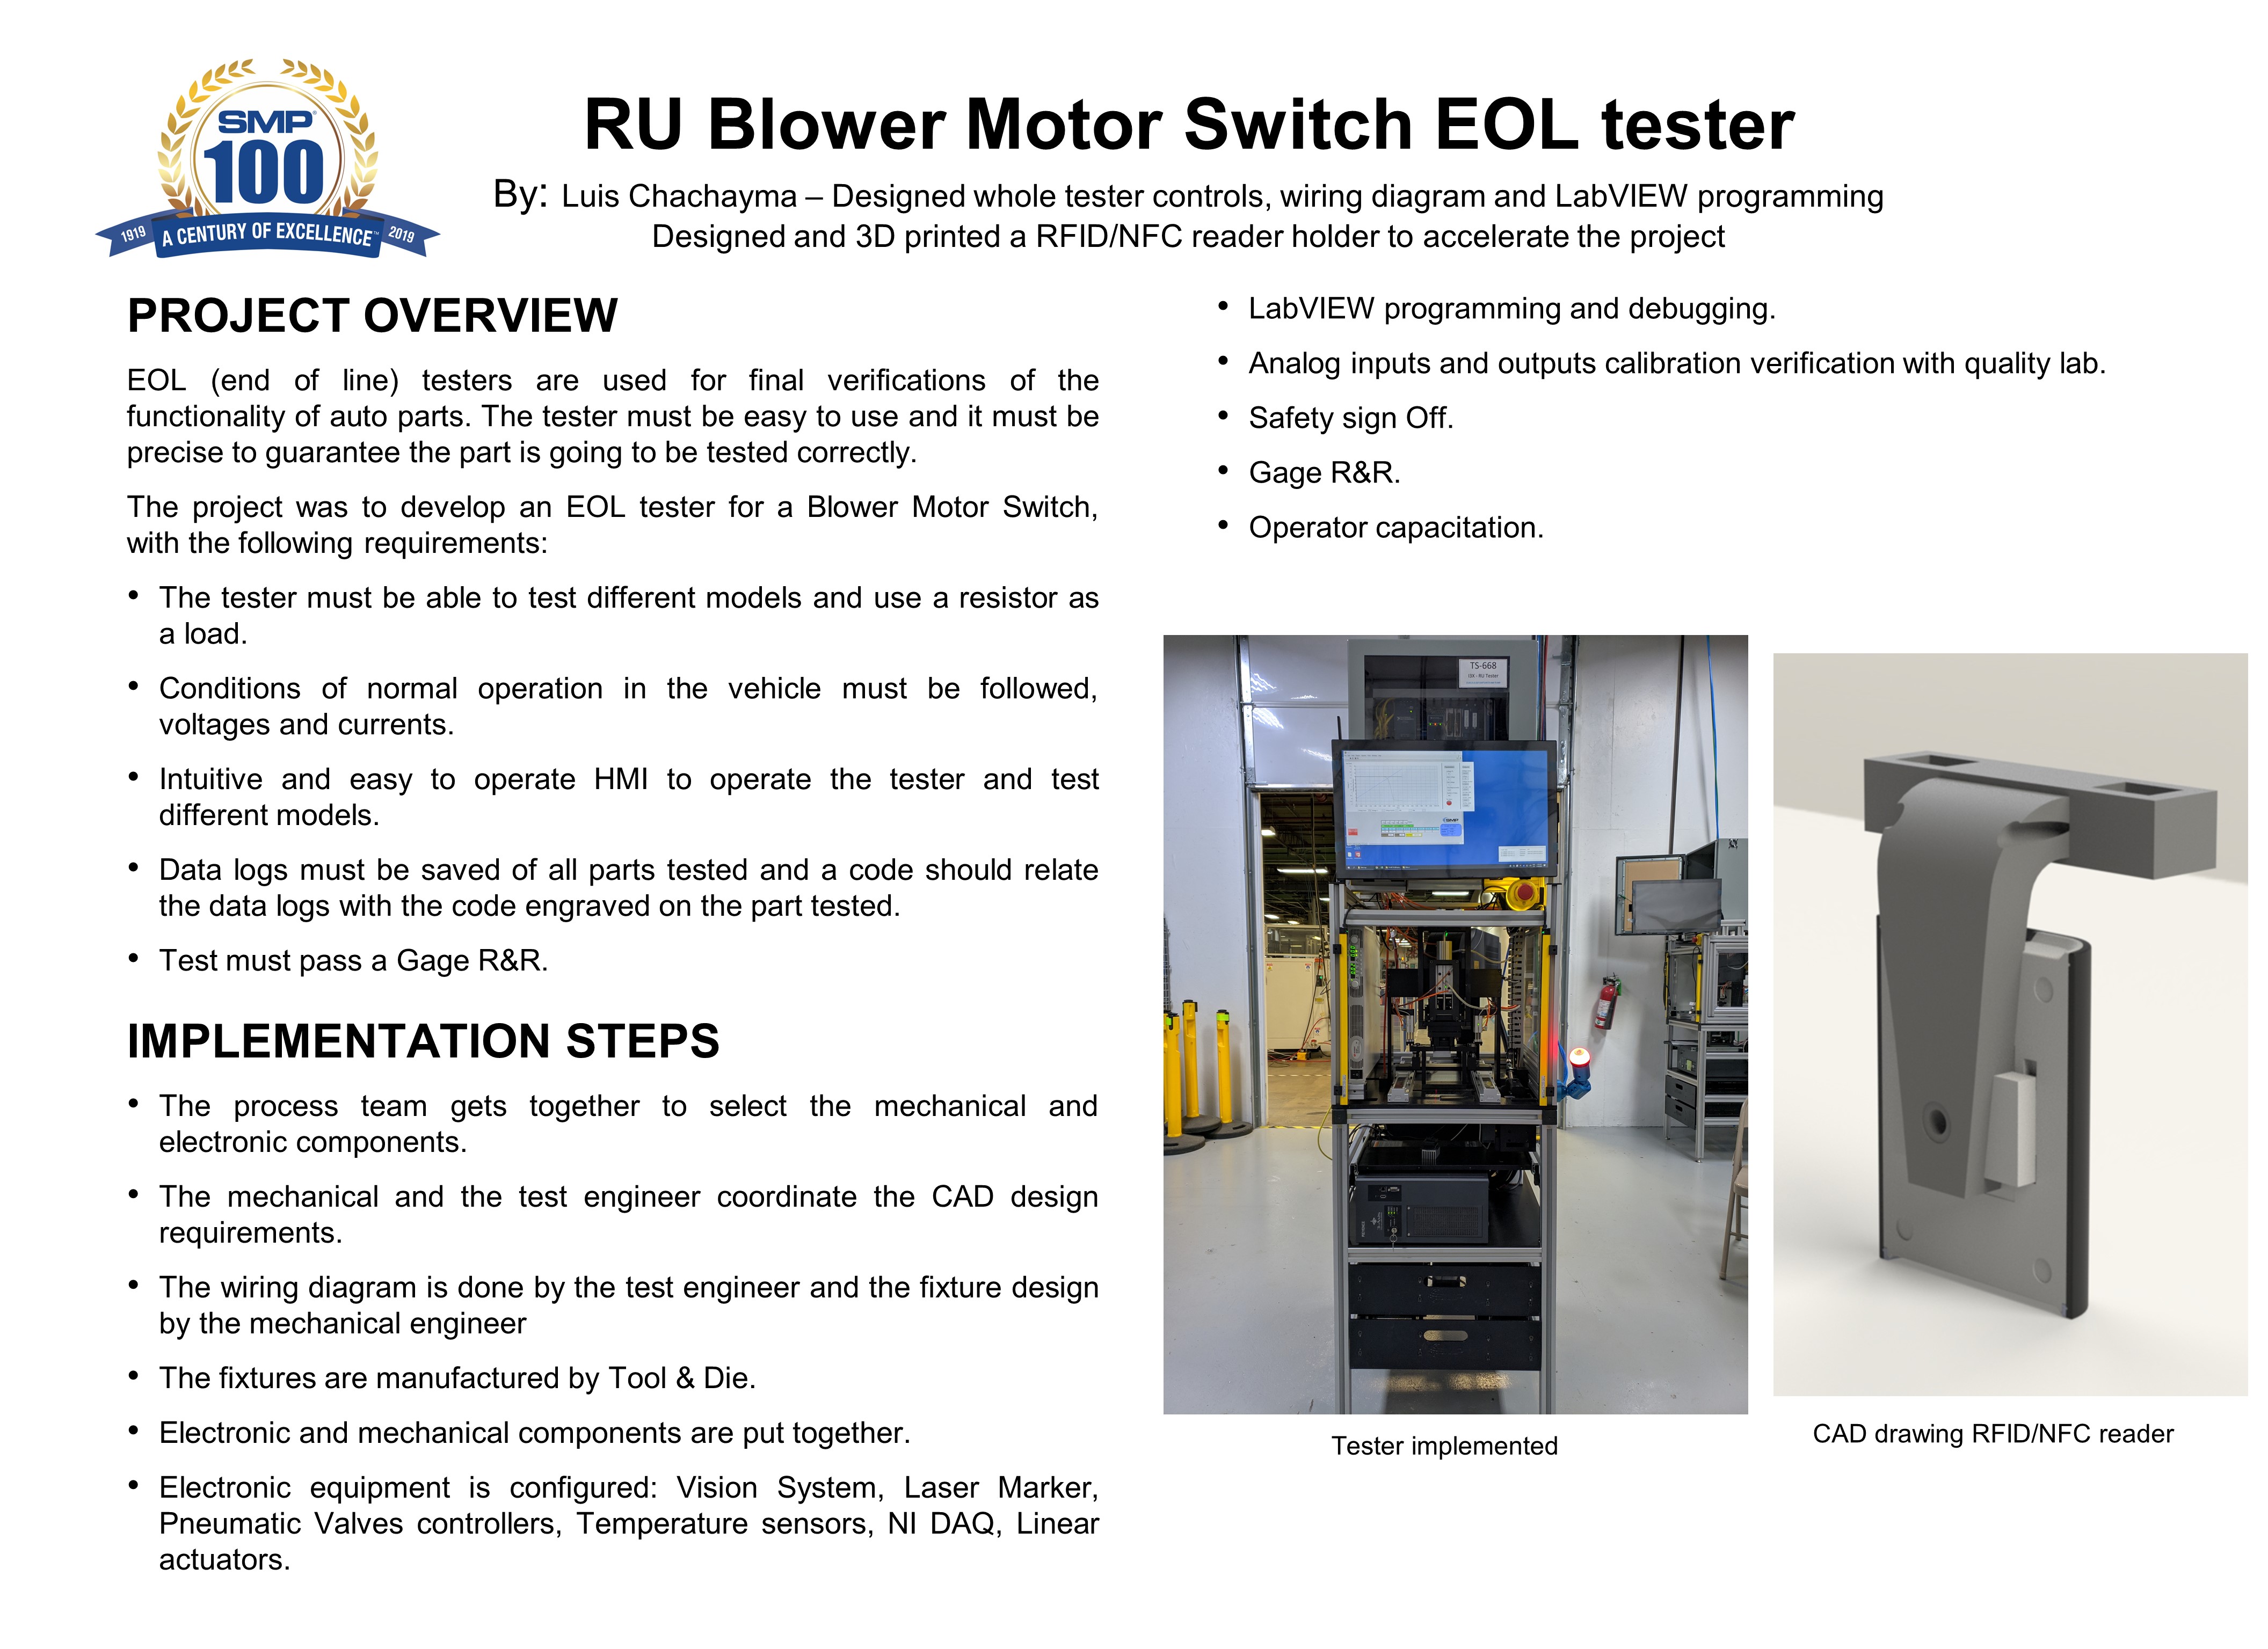 SMP
100
1919 A CENTURY OF EXCELLENCE™ 2019
RU Blower Motor Switch EOL tester
By: Luis Chachayma – Designed whole tester controls, wiring diagram and LabVIEW programming
Designed and 3D printed a RFID/NFC reader holder to accelerate the project
PROJECT OVERVIEW
EOL (end of line) testers are used for final verifications of the
functionality of auto parts. The tester must be easy to use and it must be
precise to guarantee the part is going to be tested correctly.
The project was to develop an EOL tester for a Blower Motor Switch,
with the following requirements:
• The tester must be able to test different models and use a resistor as
a load.
• Conditions of normal operation in the vehicle must be followed,
voltages and currents.
• Intuitive and easy to operate HMI to operate the tester and test
different models.
• Data logs must be saved of all parts tested and a code should relate
the data logs with the code engraved on the part tested.
• Test must pass a Gage R&R.
IMPLEMENTATION STEPS
• The process team gets together to select the mechanical and
electronic components.
• The mechanical and the test engineer coordinate the CAD design
requirements.
• The wiring diagram is done by the test engineer and the fixture design
by the mechanical engineer
• The fixtures are manufactured by Tool & Die.
• Electronic and mechanical components are put together.
• Electronic equipment is configured: Vision System, Laser Marker,
Pneumatic Valves controllers, Temperature sensors, NI DAQ, Linear
actuators.
• LabVIEW programming and debugging.
• Analog inputs and outputs calibration verification with quality lab.
• Safety sign Off.
• Gage R&R.
• Operator capacitation.
TS-668
RU Tester
Tester implemented
CAD drawing RFID/NFC reader